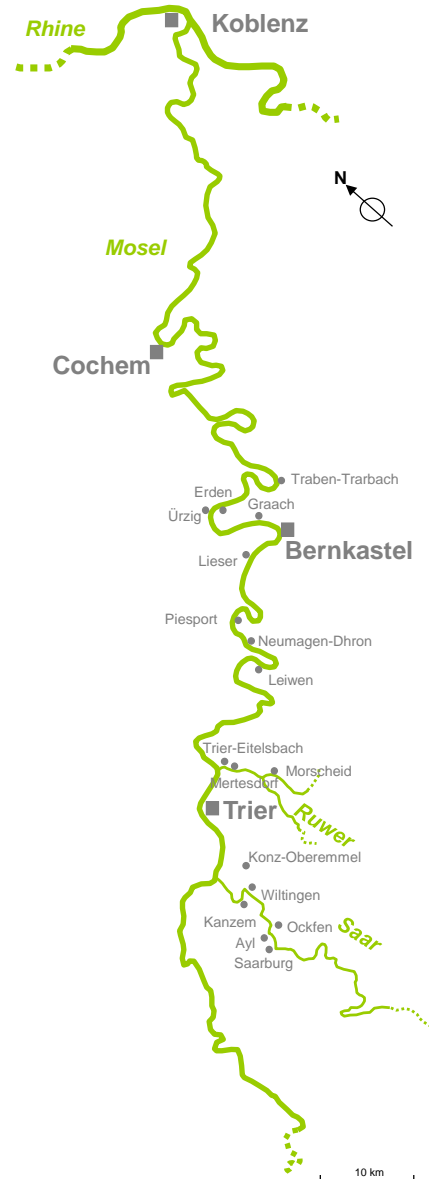 Koblenz
Rhine
N
Mosel
Cochem
Traben-Trarbach
Erden
Graach
Ürzig
Bernkastel
Lieser
Piesport
Neumagen-Dhron
Leiwen
Trier-Eitelsbach
Morscheid
Mertesdorf
Trier
Ruwer
Konz-Oberemmel
Wiltingen
Kanzem
Ockfen
Saar
Ayl
Saarburg
10 km